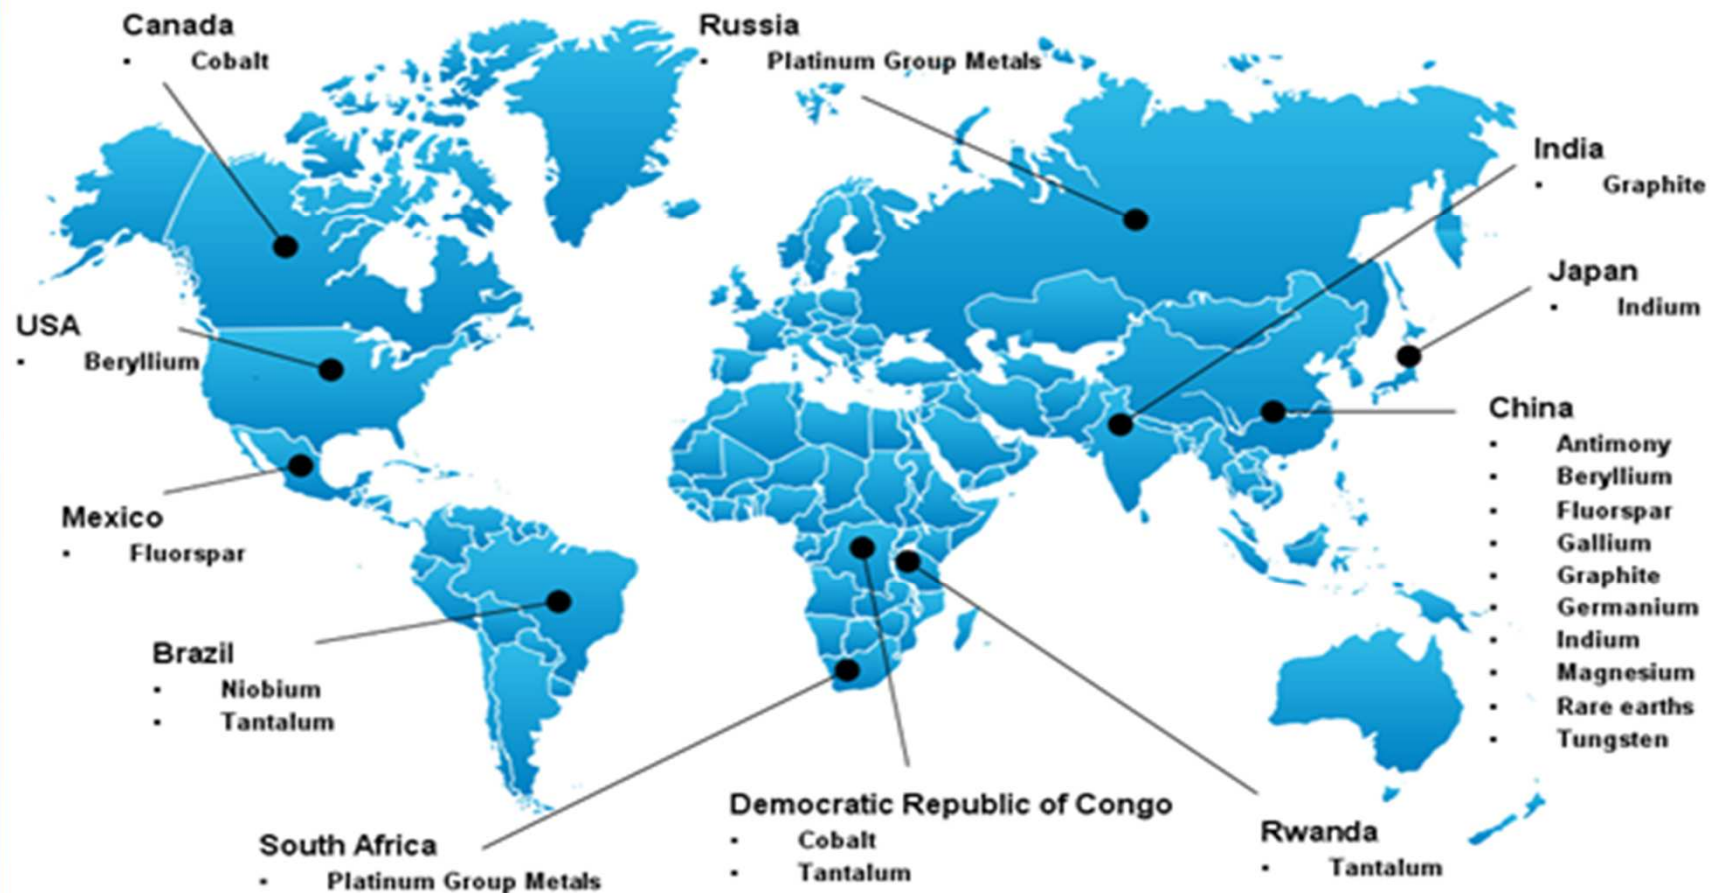 Canada
▪ Cobalt
Russia
▪ Platinum Group Metals
India
▪ Graphite
Japan
▪ Indium
USA
▪ Beryllium
China
▪ Antimony
▪ Beryllium
▪ Fluorspar
▪ Gallium
▪ Graphite
▪ Germanium
▪ Indium
▪ Magnesium
▪ Rare earths
▪ Tungsten
Mexico
▪ Fluorspar
Brazil
▪ Niobium
▪ Tantalum
South Africa
▪ Platinum Group Metals
Democratic Republic of Congo
▪ Cobalt
▪ Tantalum
Rwanda
▪ Tantalum